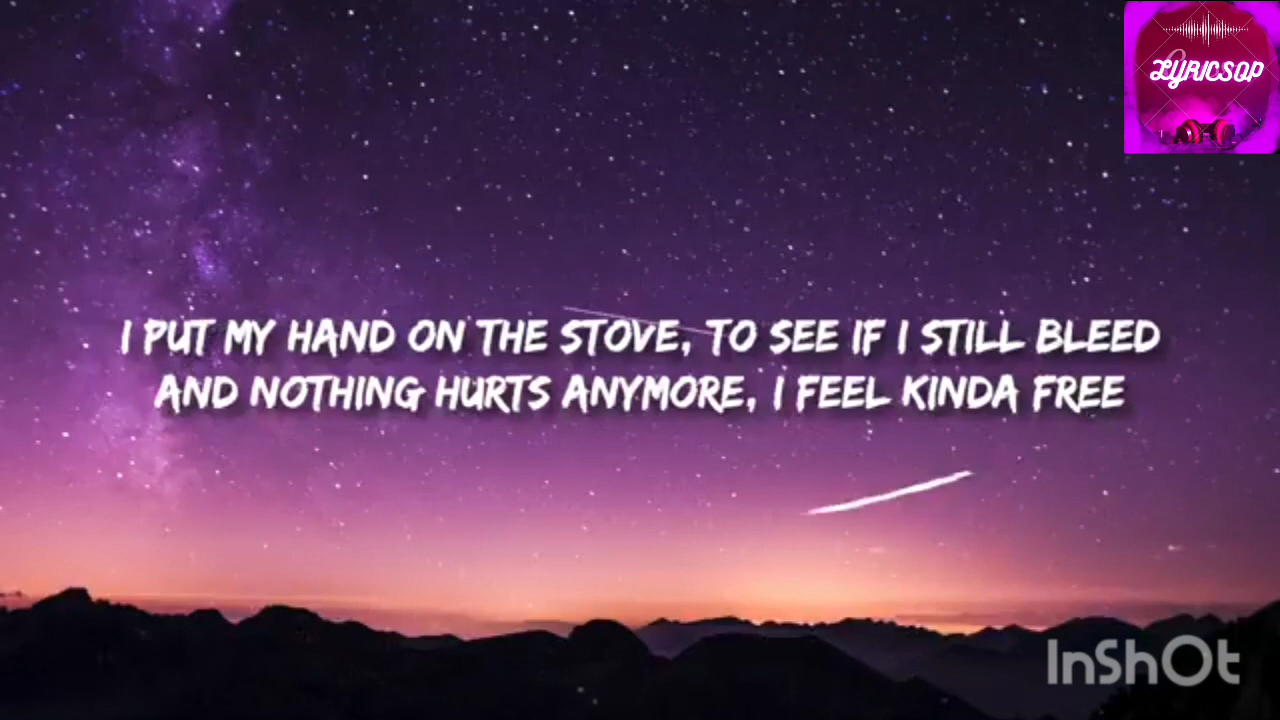 LYRICSOP
I PUT MY HAND ON THE STOVE, TO SEE IF I STILL BLEED
AND NOTHING HURTS ANYMORE, I FEEL KINDA FREE
InShOt